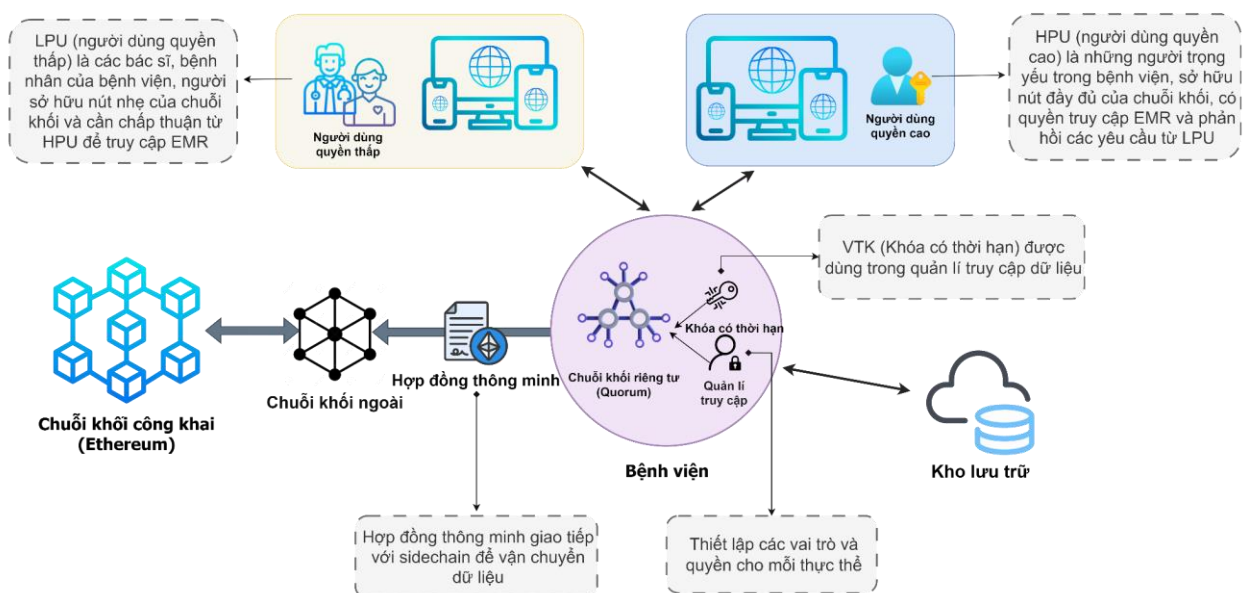 LPU (người dùng quyền
thấp) là các bác sĩ, bệnh
nhân của bệnh viện, người
sở hữu nút nhẹ của chuỗi
khối và cần chấp thuận từ
HPU để truy cập EMR
Người dùng
quyền thấp
Người dùng
quyền cao
HPU (người dùng quyền
cao) là những người trọng
yếu trong bệnh viện, sở hữu
nút đầy đủ của chuỗi khối, có
quyền truy cập EMR và phản
hồi các yêu cầu từ LPU
VTK (Khóa có thời hạn) được
dùng trong quản lí truy cập dữ liệu
Chuỗi khối công khai
(Ethereum)
Chuỗi khối ngoài
Hợp đồng thông minh
Chuỗi khối riêng tư
(Quorum)
Khóa có thời hạn
Quản lí
truy cập
Bệnh viện
Kho lưu trữ
Hợp đồng thông minh giao tiếp
với sidechain để vận chuyển
dữ liệu
Thiết lập các vai trò và
quyền cho mỗi thực thể